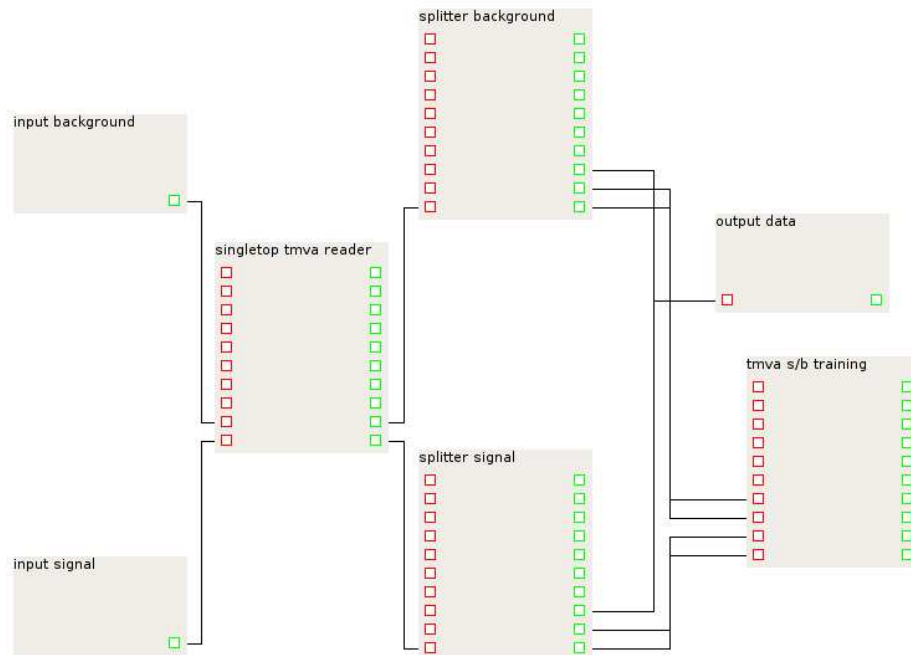 splitter background
input background
output data
singletop tmva reader
tmva s/b training
splitter signal
input signal